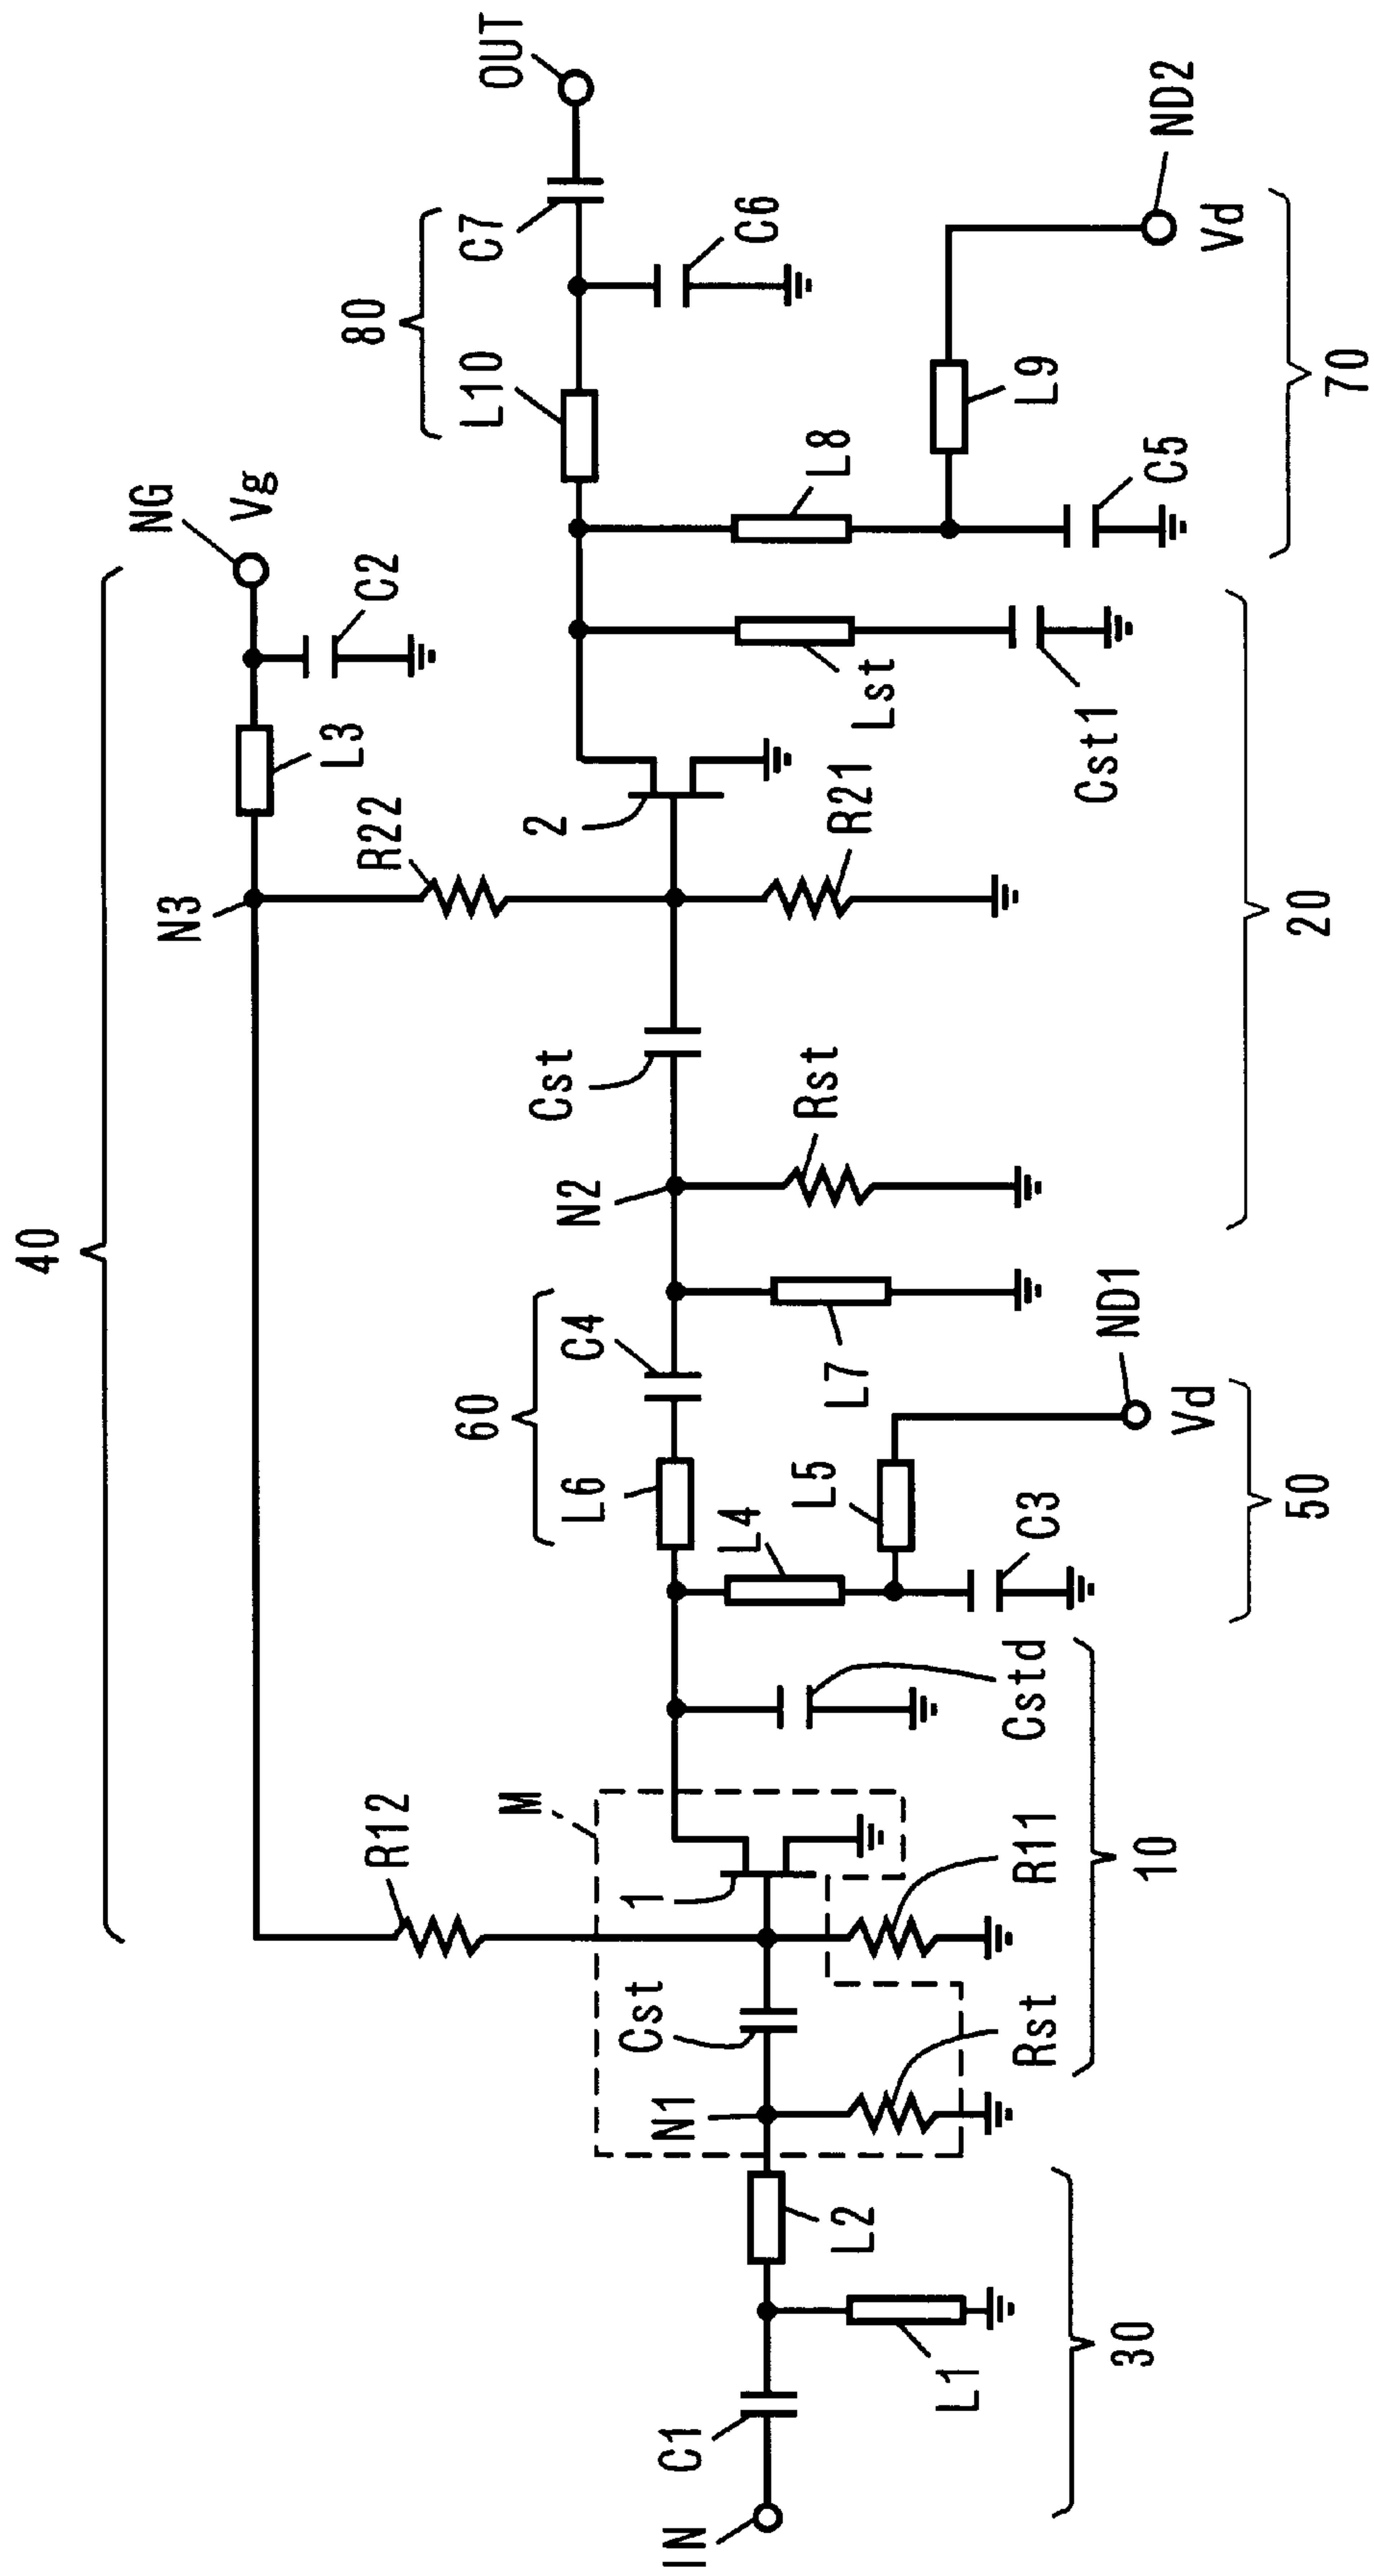 40
NG
Vg
N3
L3
C2
R12
R22
OUT
80
L10
C7
C6
2
R21
Lst
Cst1
L8
L9
C5
ND2
Vd
70
20
60
L6
C4
N2
Cst
Rst
L7
L4
L5
C3
ND1
Vd
50
M
1
Cst
N1
Rst
R11
Cstd
10
IN
C1
L1
L2
30